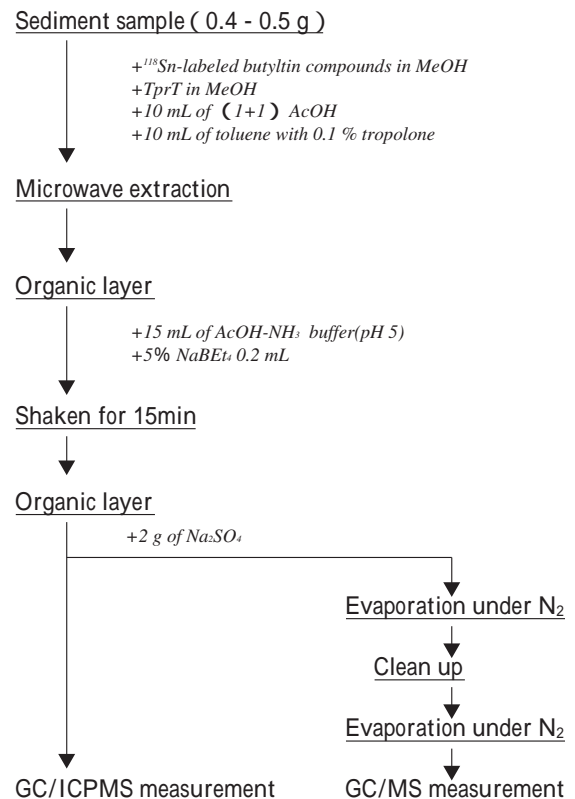 Sediment sample ( 0.4 - 0.5 g )
+¹¹⁸Sn-labeled butyltin compounds in MeOH
+TprT in MeOH
+10 mL of (1+1) AcOH
+10 mL of toluene with 0.1 % tropolone
Microwave extraction
Organic layer
+15 mL of AcOH-NH₃ buffer(pH 5)
+5% NaBEt₄ 0.2 mL
Shaken for 15min
Organic layer
+2 g of Na₂SO₄
Evaporation under N₂
Clean up
Evaporation under N₂
GC/ICPMS measurement
GC/MS measurement